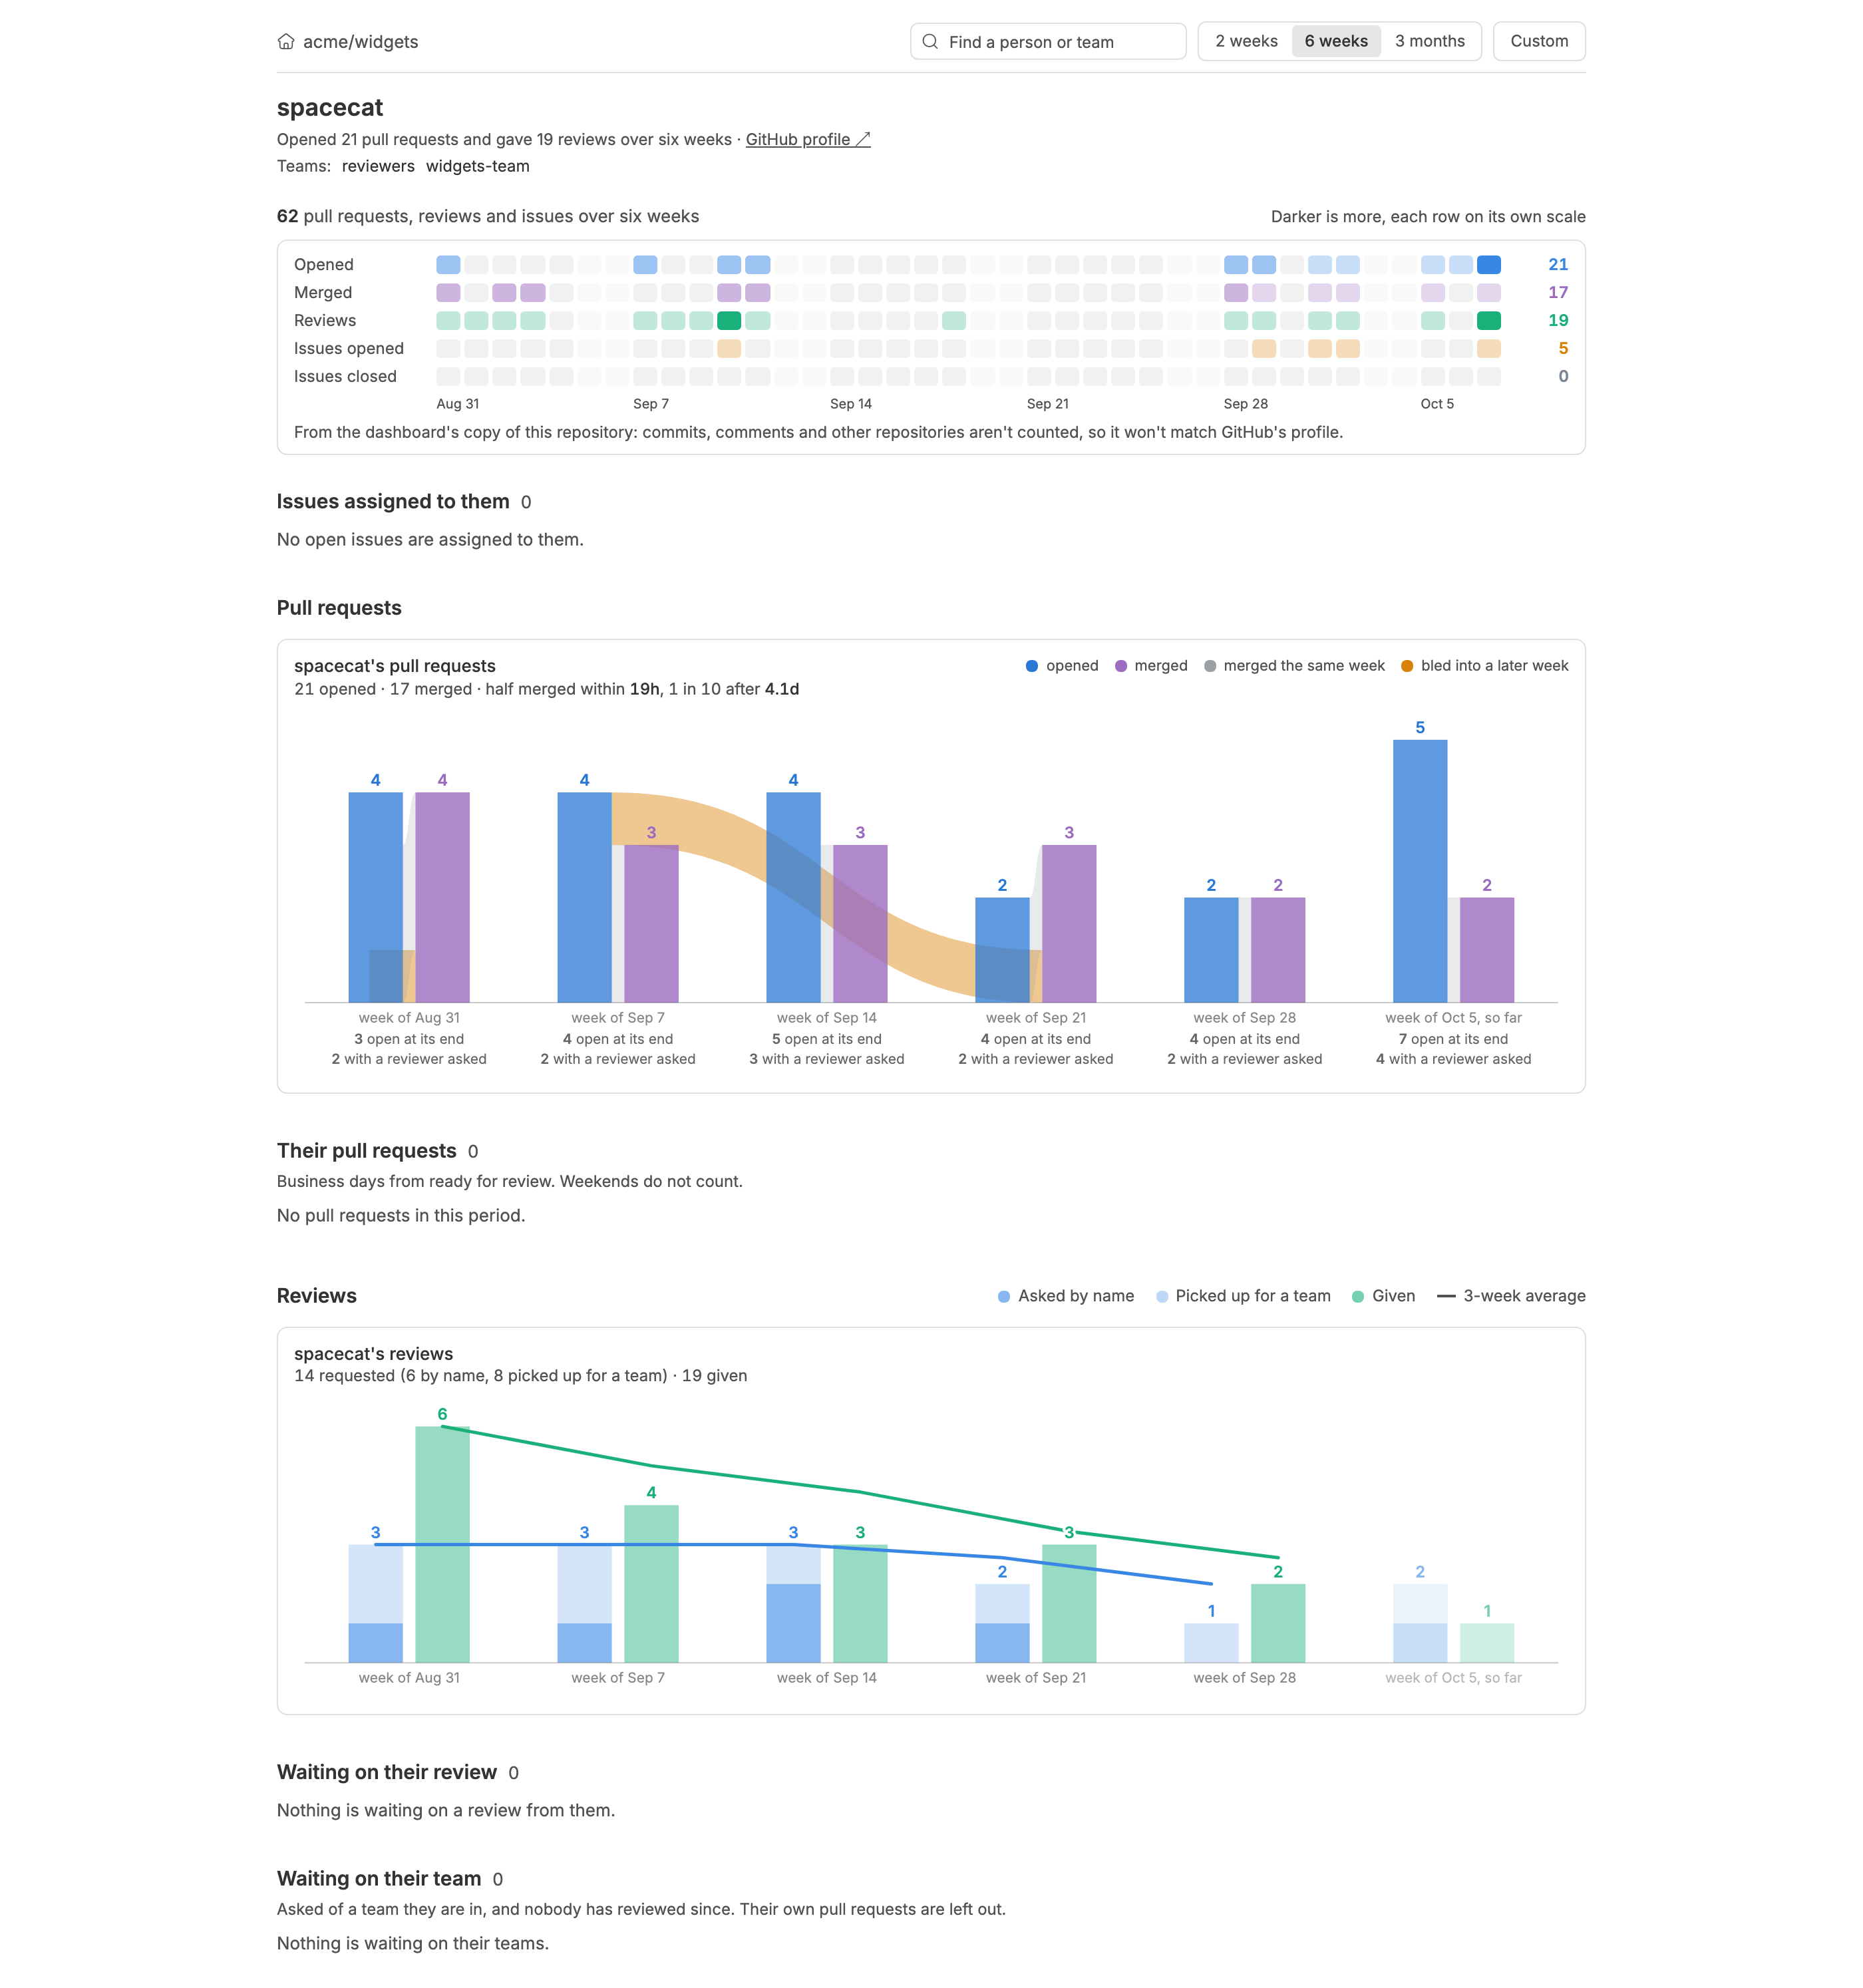 acme/widgets
Find a person or team
2 weeks 6 weeks 3 months Custom
spacecat
Opened 21 pull requests and gave 19 reviews over six weeks · GitHub profile ↗
Teams: reviewers widgets-team
62 pull requests, reviews and issues over six weeks
Darker is more, each row on its own scale
Opened 21
Merged 17
Reviews 19
Issues opened 5
Issues closed 0
Aug 31 Sep 7 Sep 14 Sep 21 Sep 28 Oct 5
From the dashboard's copy of this repository: commits, comments and other repositories aren't counted, so it won't match GitHub's profile.
Issues assigned to them 0
No open issues are assigned to them.
Pull requests
spacecat's pull requests
opened merged merged the same week bled into a later week
21 opened · 17 merged · half merged within 19h, 1 in 10 after 4.1d
5
4 4 4 4
3 3 3
2 2 2 2
week of Aug 31 week of Sep 7 week of Sep 14 week of Sep 21 week of Sep 28 week of Oct 5, so far
3 open at its end 4 open at its end 5 open at its end 4 open at its end 4 open at its end 7 open at its end
2 with a reviewer asked 2 with a reviewer asked 3 with a reviewer asked 2 with a reviewer asked 2 with a reviewer asked 4 with a reviewer asked
Their pull requests 0
Business days from ready for review. Weekends do not count.
No pull requests in this period.
Reviews
Asked by name Picked up for a team Given 3-week average
spacecat's reviews
14 requested (6 by name, 8 picked up for a team) · 19 given
6
4
3 3 3 3 3
2 2 2
1 1
week of Aug 31 week of Sep 7 week of Sep 14 week of Sep 21 week of Sep 28 week of Oct 5, so far
Waiting on their review 0
Nothing is waiting on a review from them.
Waiting on their team 0
Asked of a team they are in, and nobody has reviewed since. Their own pull requests are left out.
Nothing is waiting on their teams.